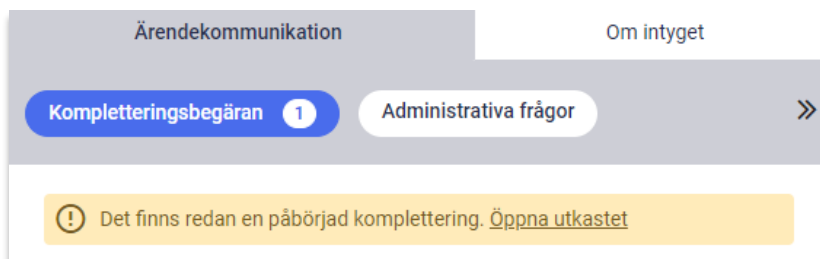 Ärendekommunikation Om intyget
Kompletteringsbegäran 1 Administrativa frågor
Det finns redan en påbörjad komplettering. Öppna utkastet